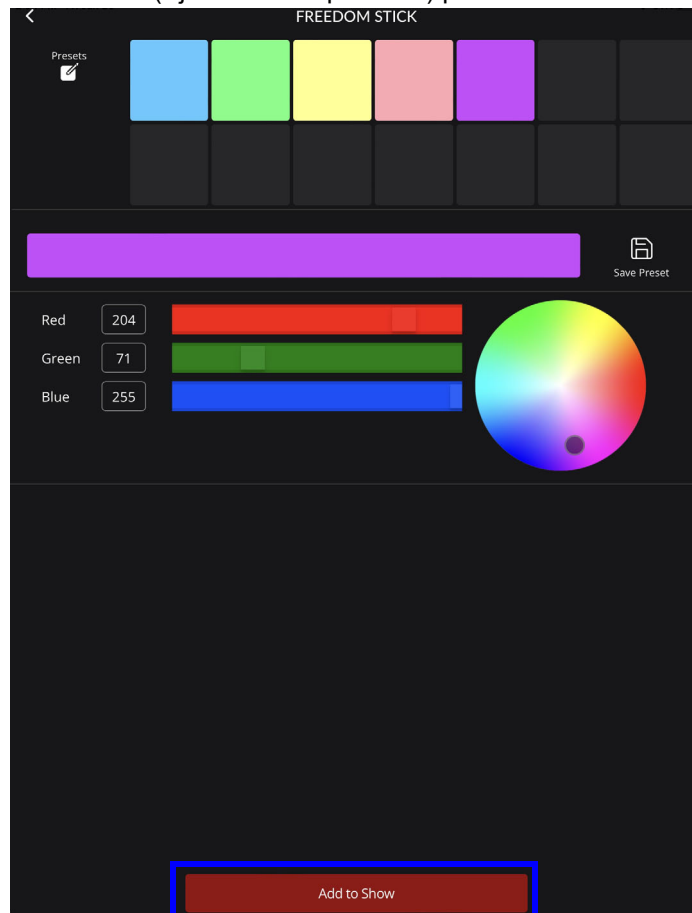 FREEDOM STICK
Presets
Save Preset
Red 204
Green 71
Blue 255
Add to Show